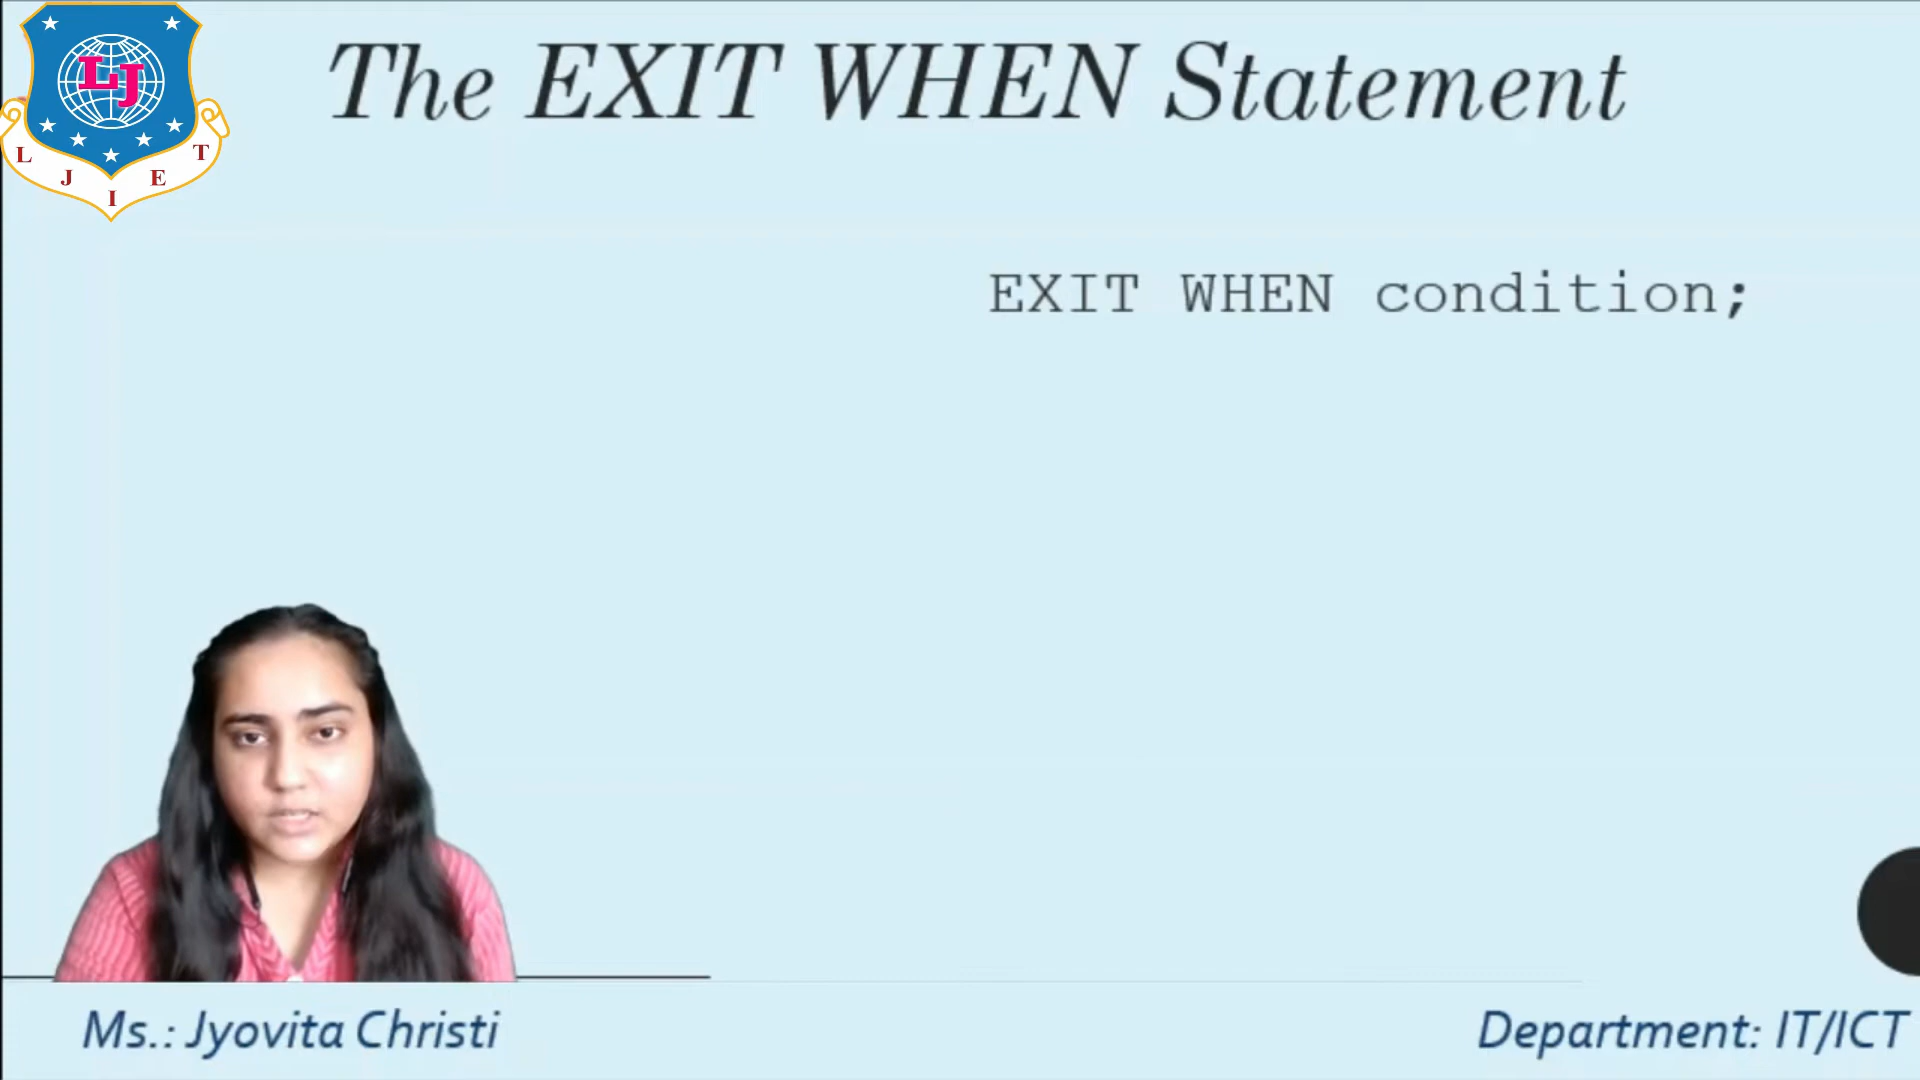 LJ
L J I E T
The EXIT WHEN Statement
EXIT WHEN condition;
Ms.: Jyovita Christi
Department: IT/ICT